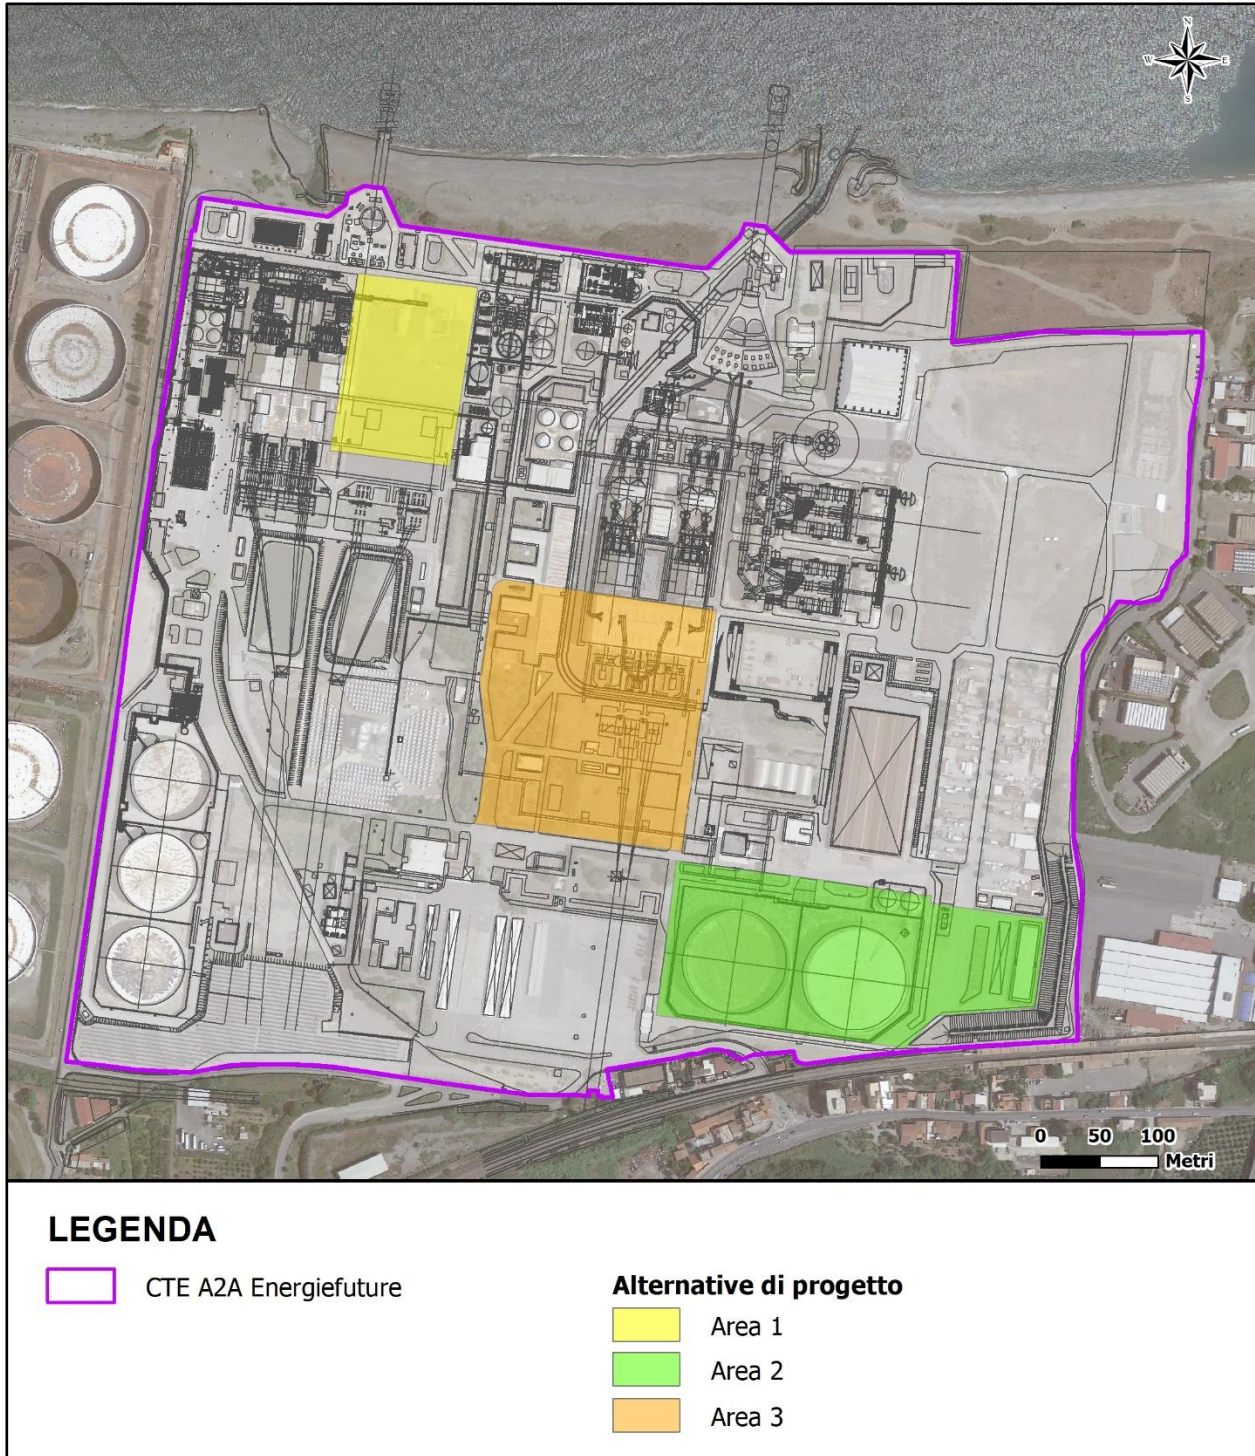 N
W E
S
0 50 100
Metri
LEGENDA
CTE A2A Energiefuture
Alternative di progetto
Area 1
Area 2
Area 3